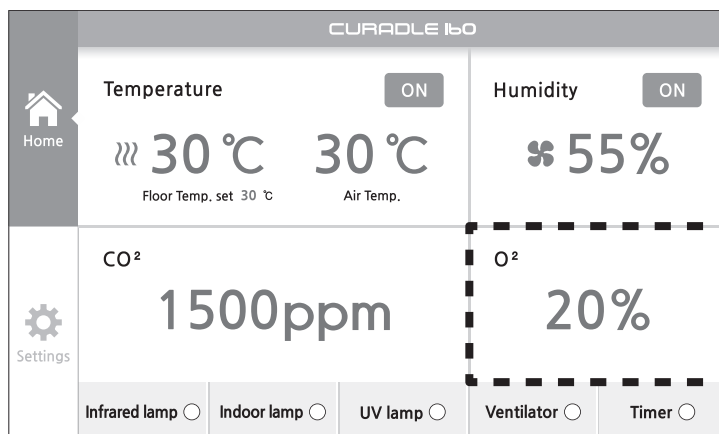 CURADLE 160
Temperature ON
Humidity ON
Home
30 ℃ 30 ℃
55%
Floor Temp. set 30 ℃ Air Temp.
CO²
O²
1500ppm
20%
Settings
Infrared lamp
Indoor lamp
UV lamp
Ventilator
Timer